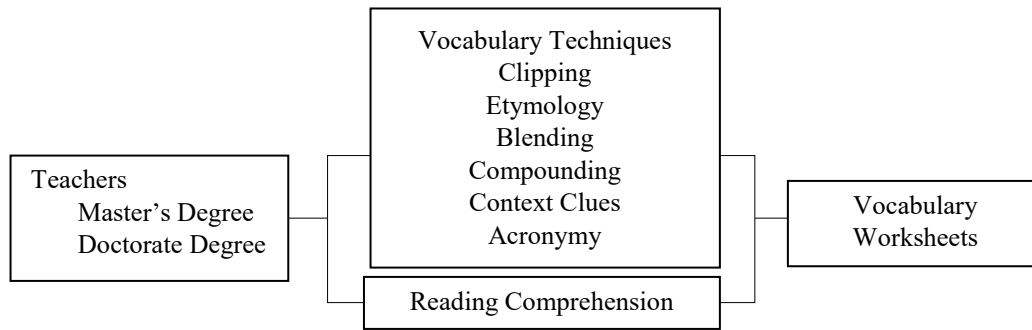 Teachers
Master’s Degree
Doctorate Degree
Vocabulary Techniques
Clipping
Etymology
Blending
Compounding
Context Clues
Acronymy
Reading Comprehension
Vocabulary
Worksheets